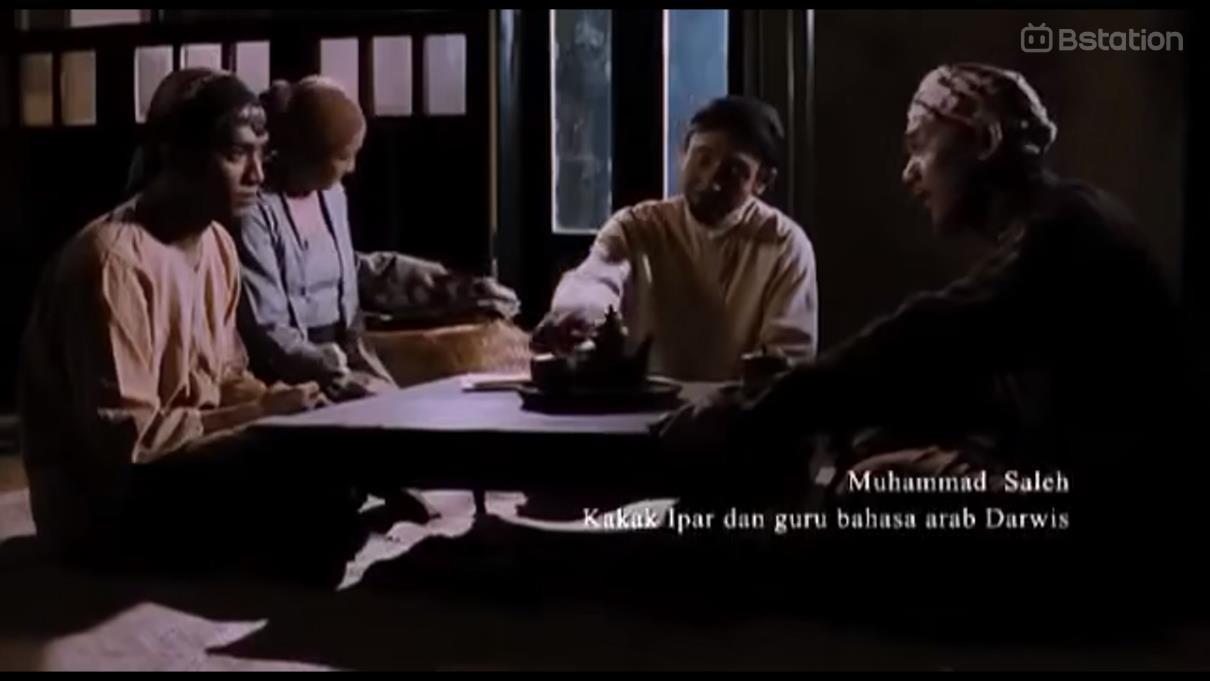 Bstation
Muhammad Saleh
Kakak Ipar dan guru bahasa arab Darwis